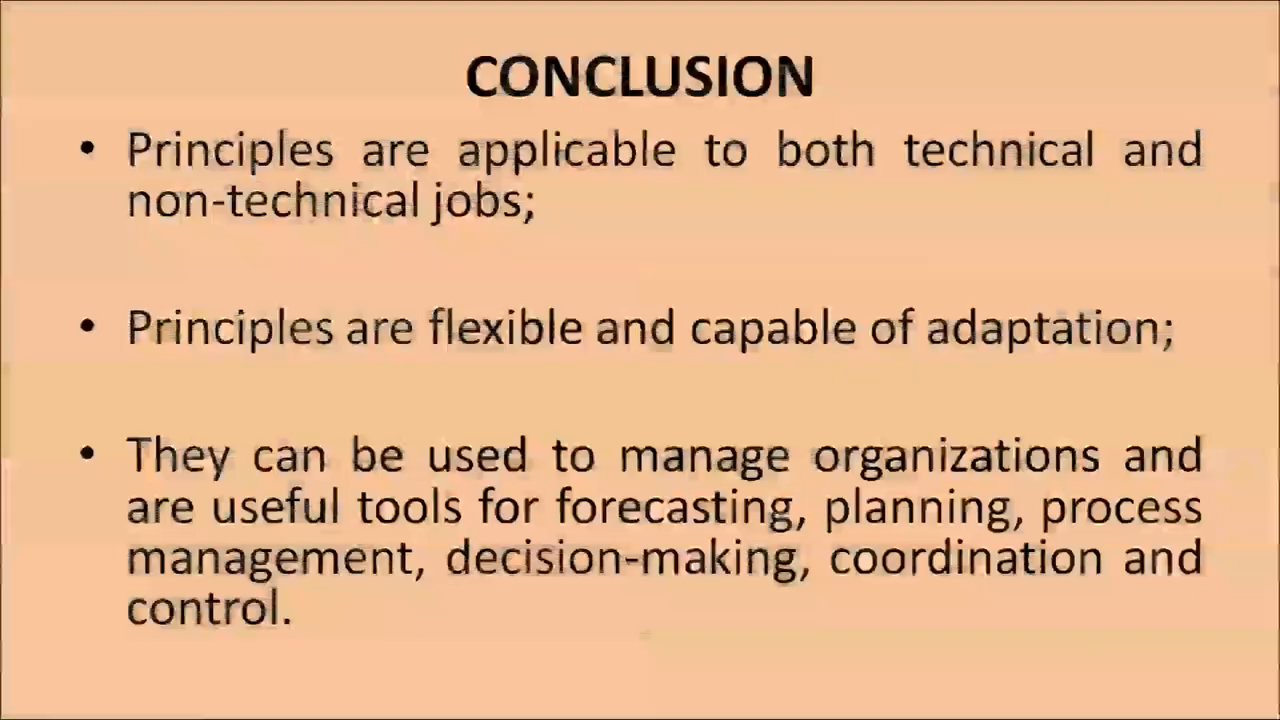 CONCLUSION
• Principles are applicable to both technical and
non-technical jobs;
• Principles are flexible and capable of adaptation;
• They can be used to manage organizations and
are useful tools for forecasting, planning, process
management, decision-making, coordination and
control.